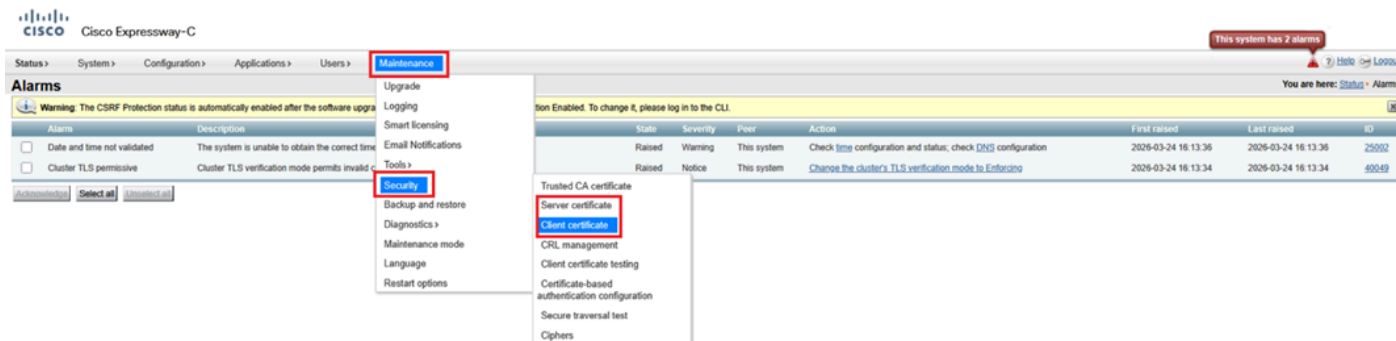 CISCO Cisco Expressway-C
This system has 2 alarms
Status> System> Configuration> Applications> Users> Maintenance Help
Alarms You are here: Status
Warning: The CSRF Protection status is automatically enabled after the software tion Enabled. To change it, please log in to the CLI.
Alarm Description State Severity Peer Action First raised Last raised ID
Date and time not validated The system is unable to obtain the correct time Raised Warning This system Check time configuration and status; check DNS configuration 2026-03-24 16:13:36 2026-03-24 16:13:36 25002
Cluster TLS permissive Cluster TLS verification mode permits invalid Raised Notice This system Change the cluster's TLS verification mode to Enforcing 2026-03-24 16:13:34 2026-03-24 16:13:34 40049
Acknowledge Select all Unselect all
Upgrade
Logging
Smart licensing
Email Notifications
Tools>
Security
Backup and restore
Diagnostics>
Maintenance mode
Language
Restart options
Trusted CA certificate
Server certificate
Client certificate
CRL management
Client certificate testing
Certificate-based
authentication configuration
Secure traversal test
Ciphers